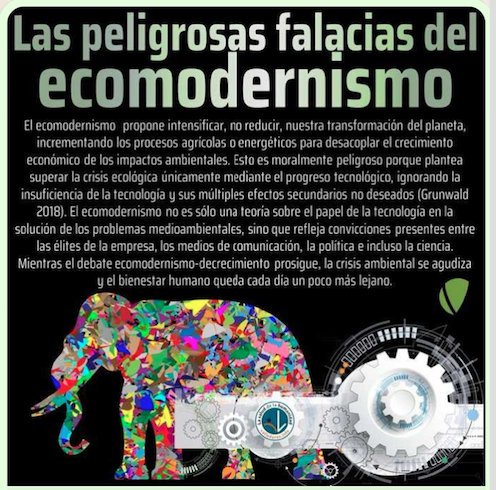 Las peligrosas falacias del
ecomodernismo
El ecomodernismo propone intensificar, no reducir, nuestra transformación del planeta,
incrementando los procesos agrícolas o energéticos para desacoplar el crecimiento
económico de los impactos ambientales. Esto es moralmente peligroso porque plantea
superar la crisis ecológica únicamente mediante el progreso tecnológico, ignorando la
insuficiencia de la tecnología y sus múltiples efectos secundarios no deseados (Grunwald
2018). El ecomodernismo no es sólo una teoría sobre el papel de la tecnología en la
solución de los problemas medioambientales, sino que refleja convicciones presentes entre
las élites de la empresa, los medios de comunicación, la política e incluso la ciencia.
Mientras el debate ecomodernismo-decrecimiento prosigue, la crisis ambiental se agudiza
y el bienestar humano queda cada día un poco más lejano.